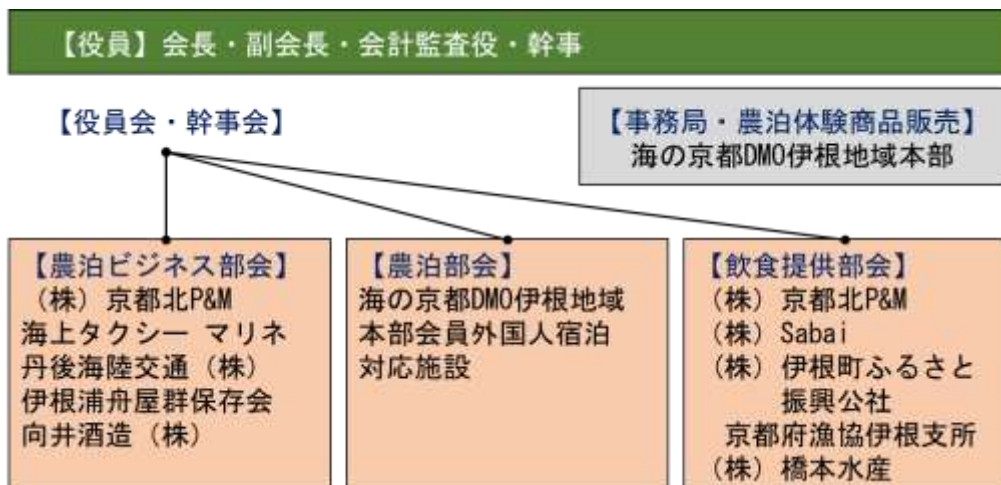 【役員】会長・副会長・会計監査役・幹事
【役員会・幹事会】
【事務局・農泊体験商品販売】
海の京都DMO伊根地域本部
【農泊ビジネス部会】
（株）京都北P&M
海上タクシー マリネ
丹後海陸交通（株）
伊根浦舟屋群保存会
向井酒造（株）
【農泊部会】
海の京都DMO伊根地域
本部会員外国人宿泊
対応施設
【飲食提供部会】
（株）京都北P&M
（株）Sabai
（株）伊根町ふるさと
振興公社
京都府漁協伊根支所
（株）橋本水産